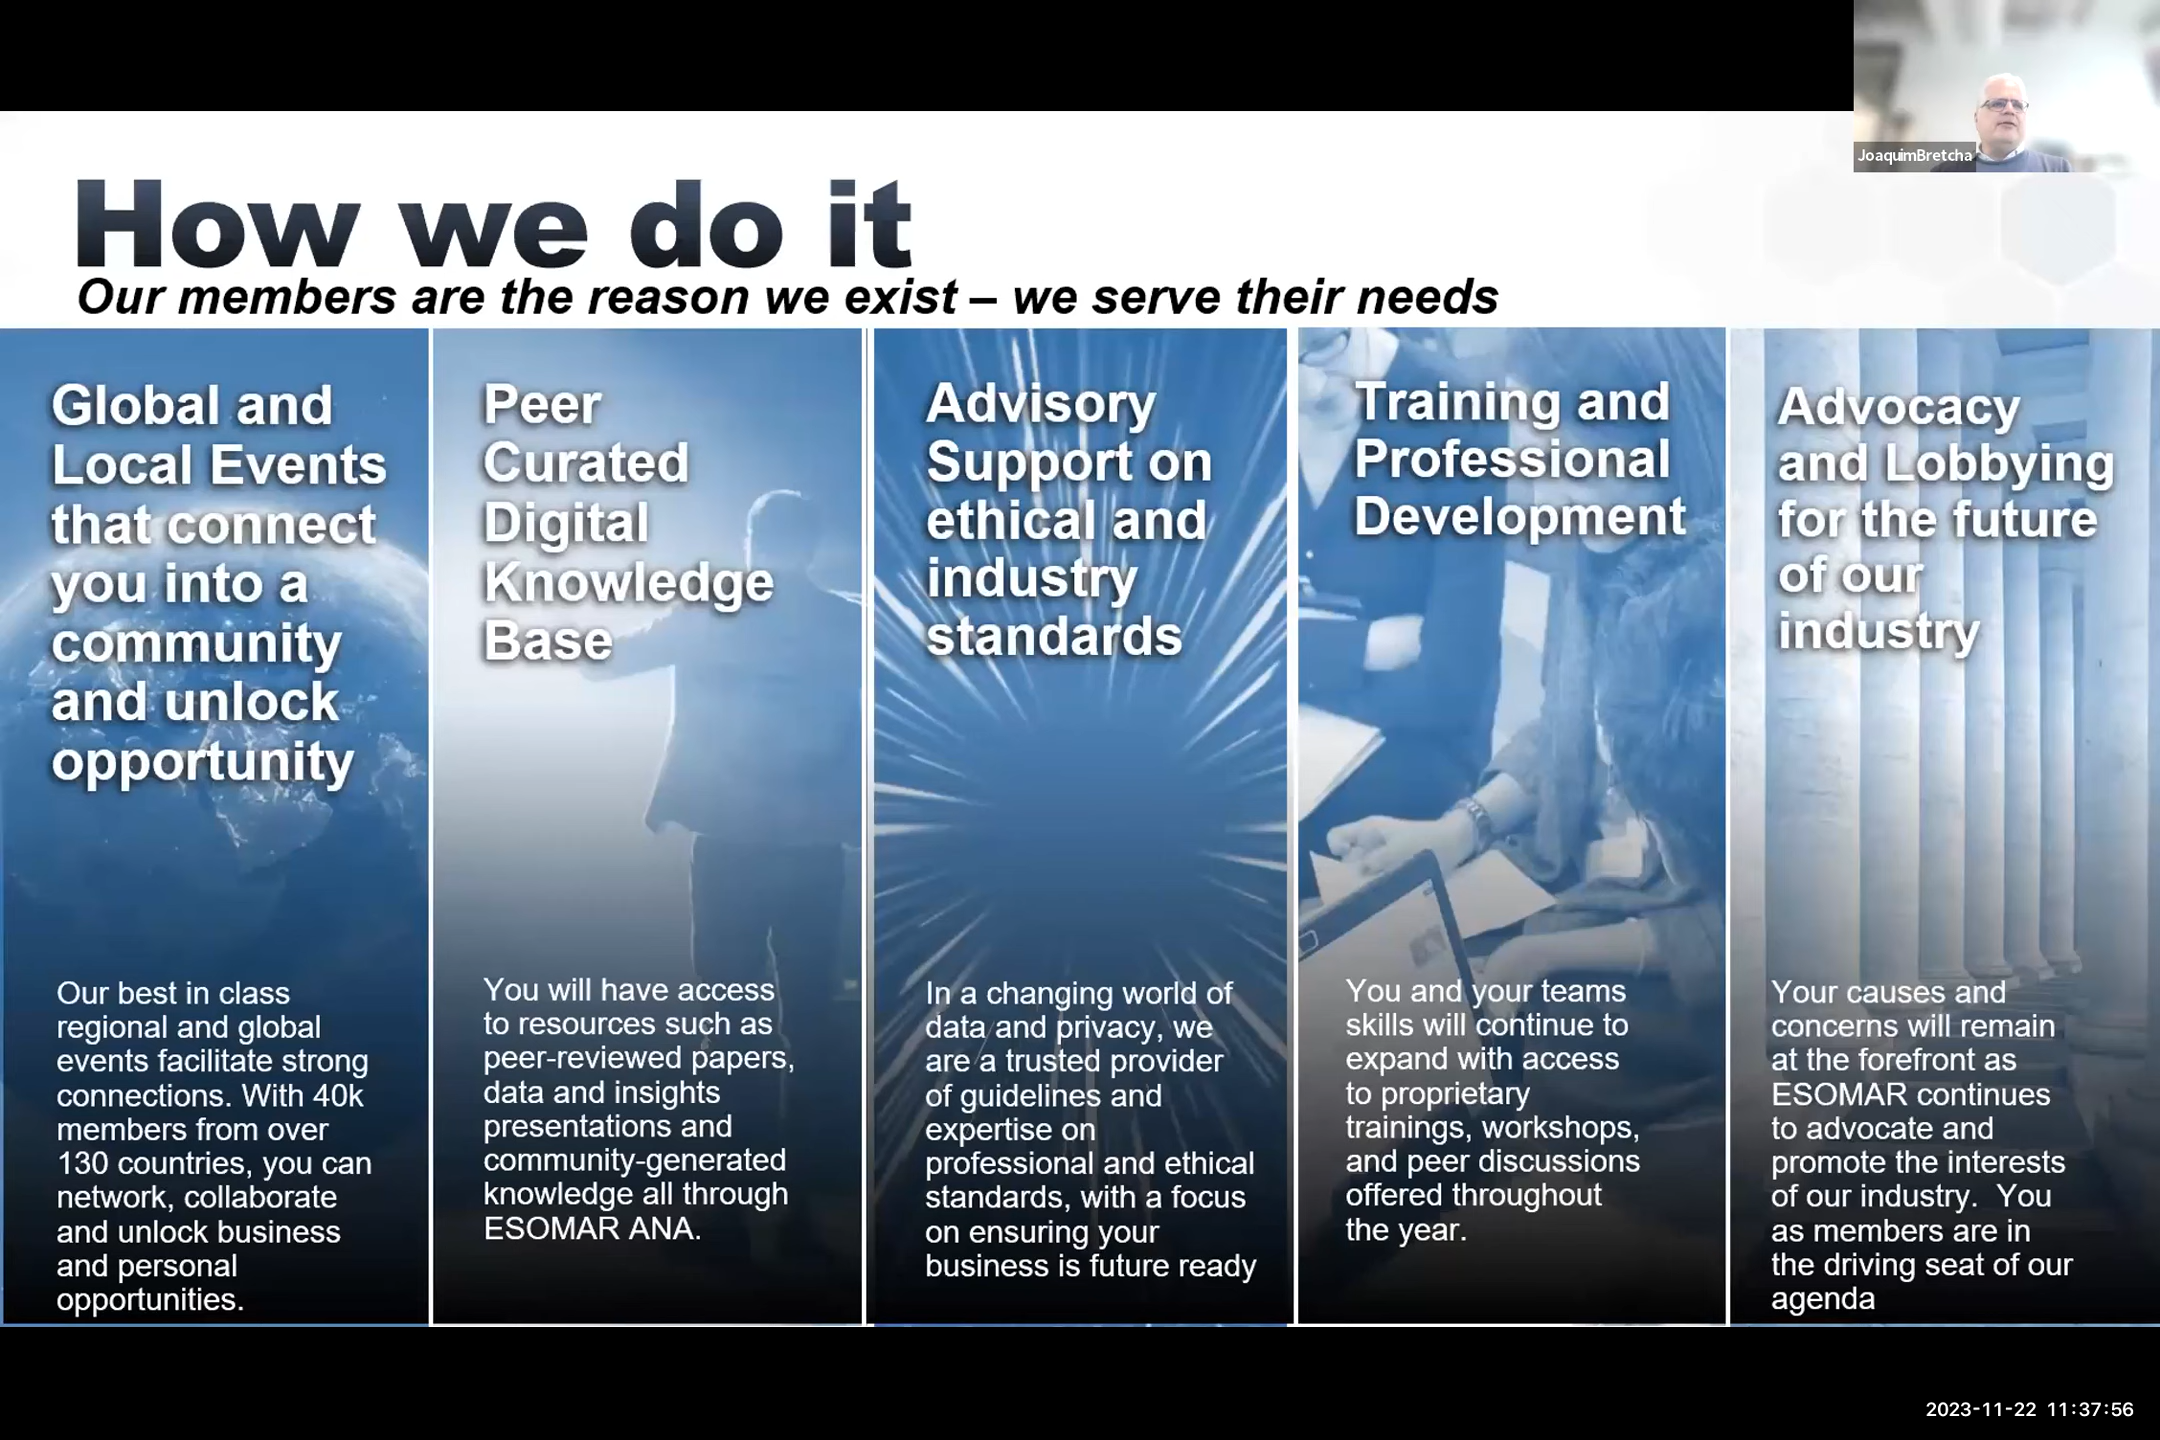 JoaquimBretcha
How we do it
Our members are the reason we exist – we serve their needs
Global and
Local Events
that connect
you into a
community
and unlock
opportunity
Our best in class
regional and global
events facilitate strong
connections. With 40k
members from over
130 countries, you can
network, collaborate
and unlock business
and personal
opportunities.
Peer
Curated
Digital
Knowledge
Base
You will have access
to resources such as
peer-reviewed papers,
data and insights
presentations and
community-generated
knowledge all through
ESOMAR ANA.
Advisory
Support on
ethical and
industry
standards
In a changing world of
data and privacy, we
are a trusted provider
of guidelines and
expertise on
professional and ethical
standards, with a focus
on ensuring your
business is future ready
Training and
Professional
Development
You and your teams
skills will continue to
expand with access
to proprietary
trainings, workshops,
and peer discussions
offered throughout
the year.
Advocacy
and Lobbying
for the future
of our
industry
Your causes and
concerns will remain
at the forefront as
ESOMAR continues
to advocate and
promote the interests
of our industry.  You
as members are in
the driving seat of our
agenda
2023-11-22 11:37:56